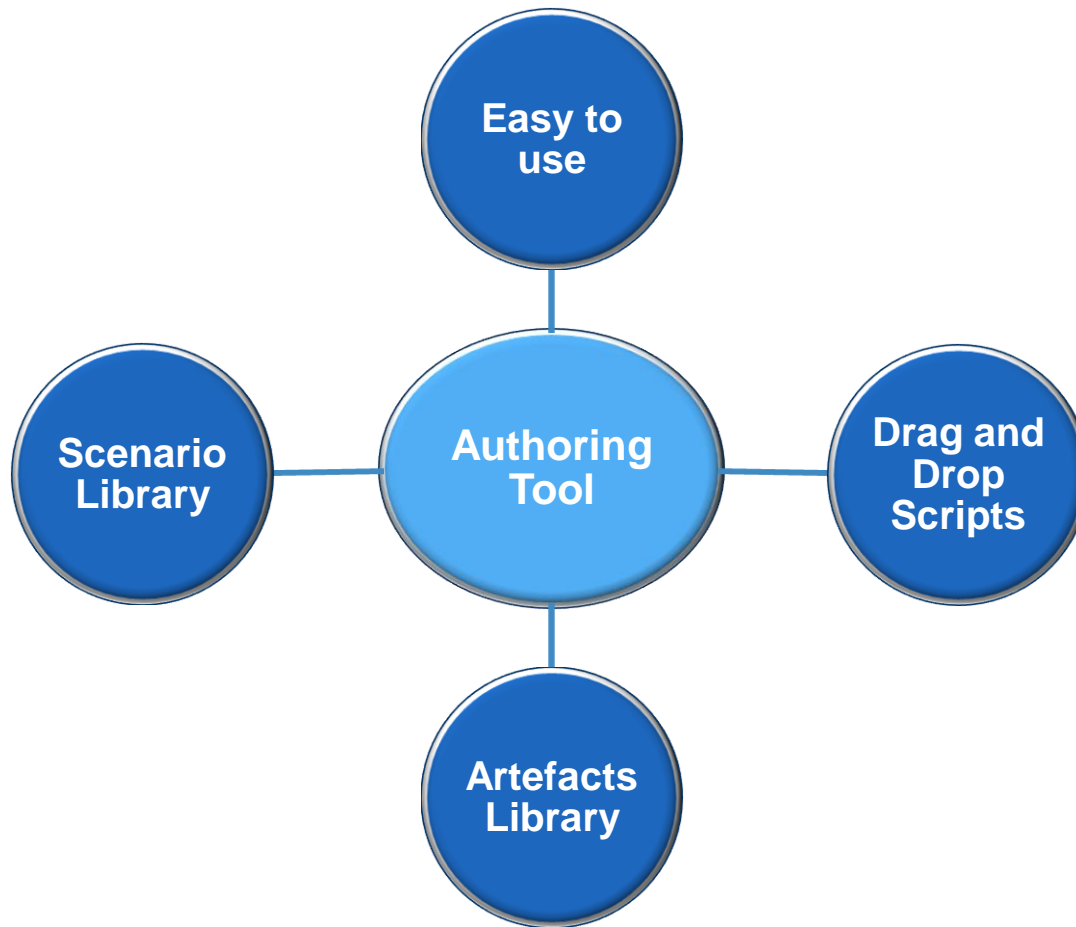 Easy to
use
Scenario
Library
Authoring
Tool
Drag and
Drop
Scripts
Artefacts
Library